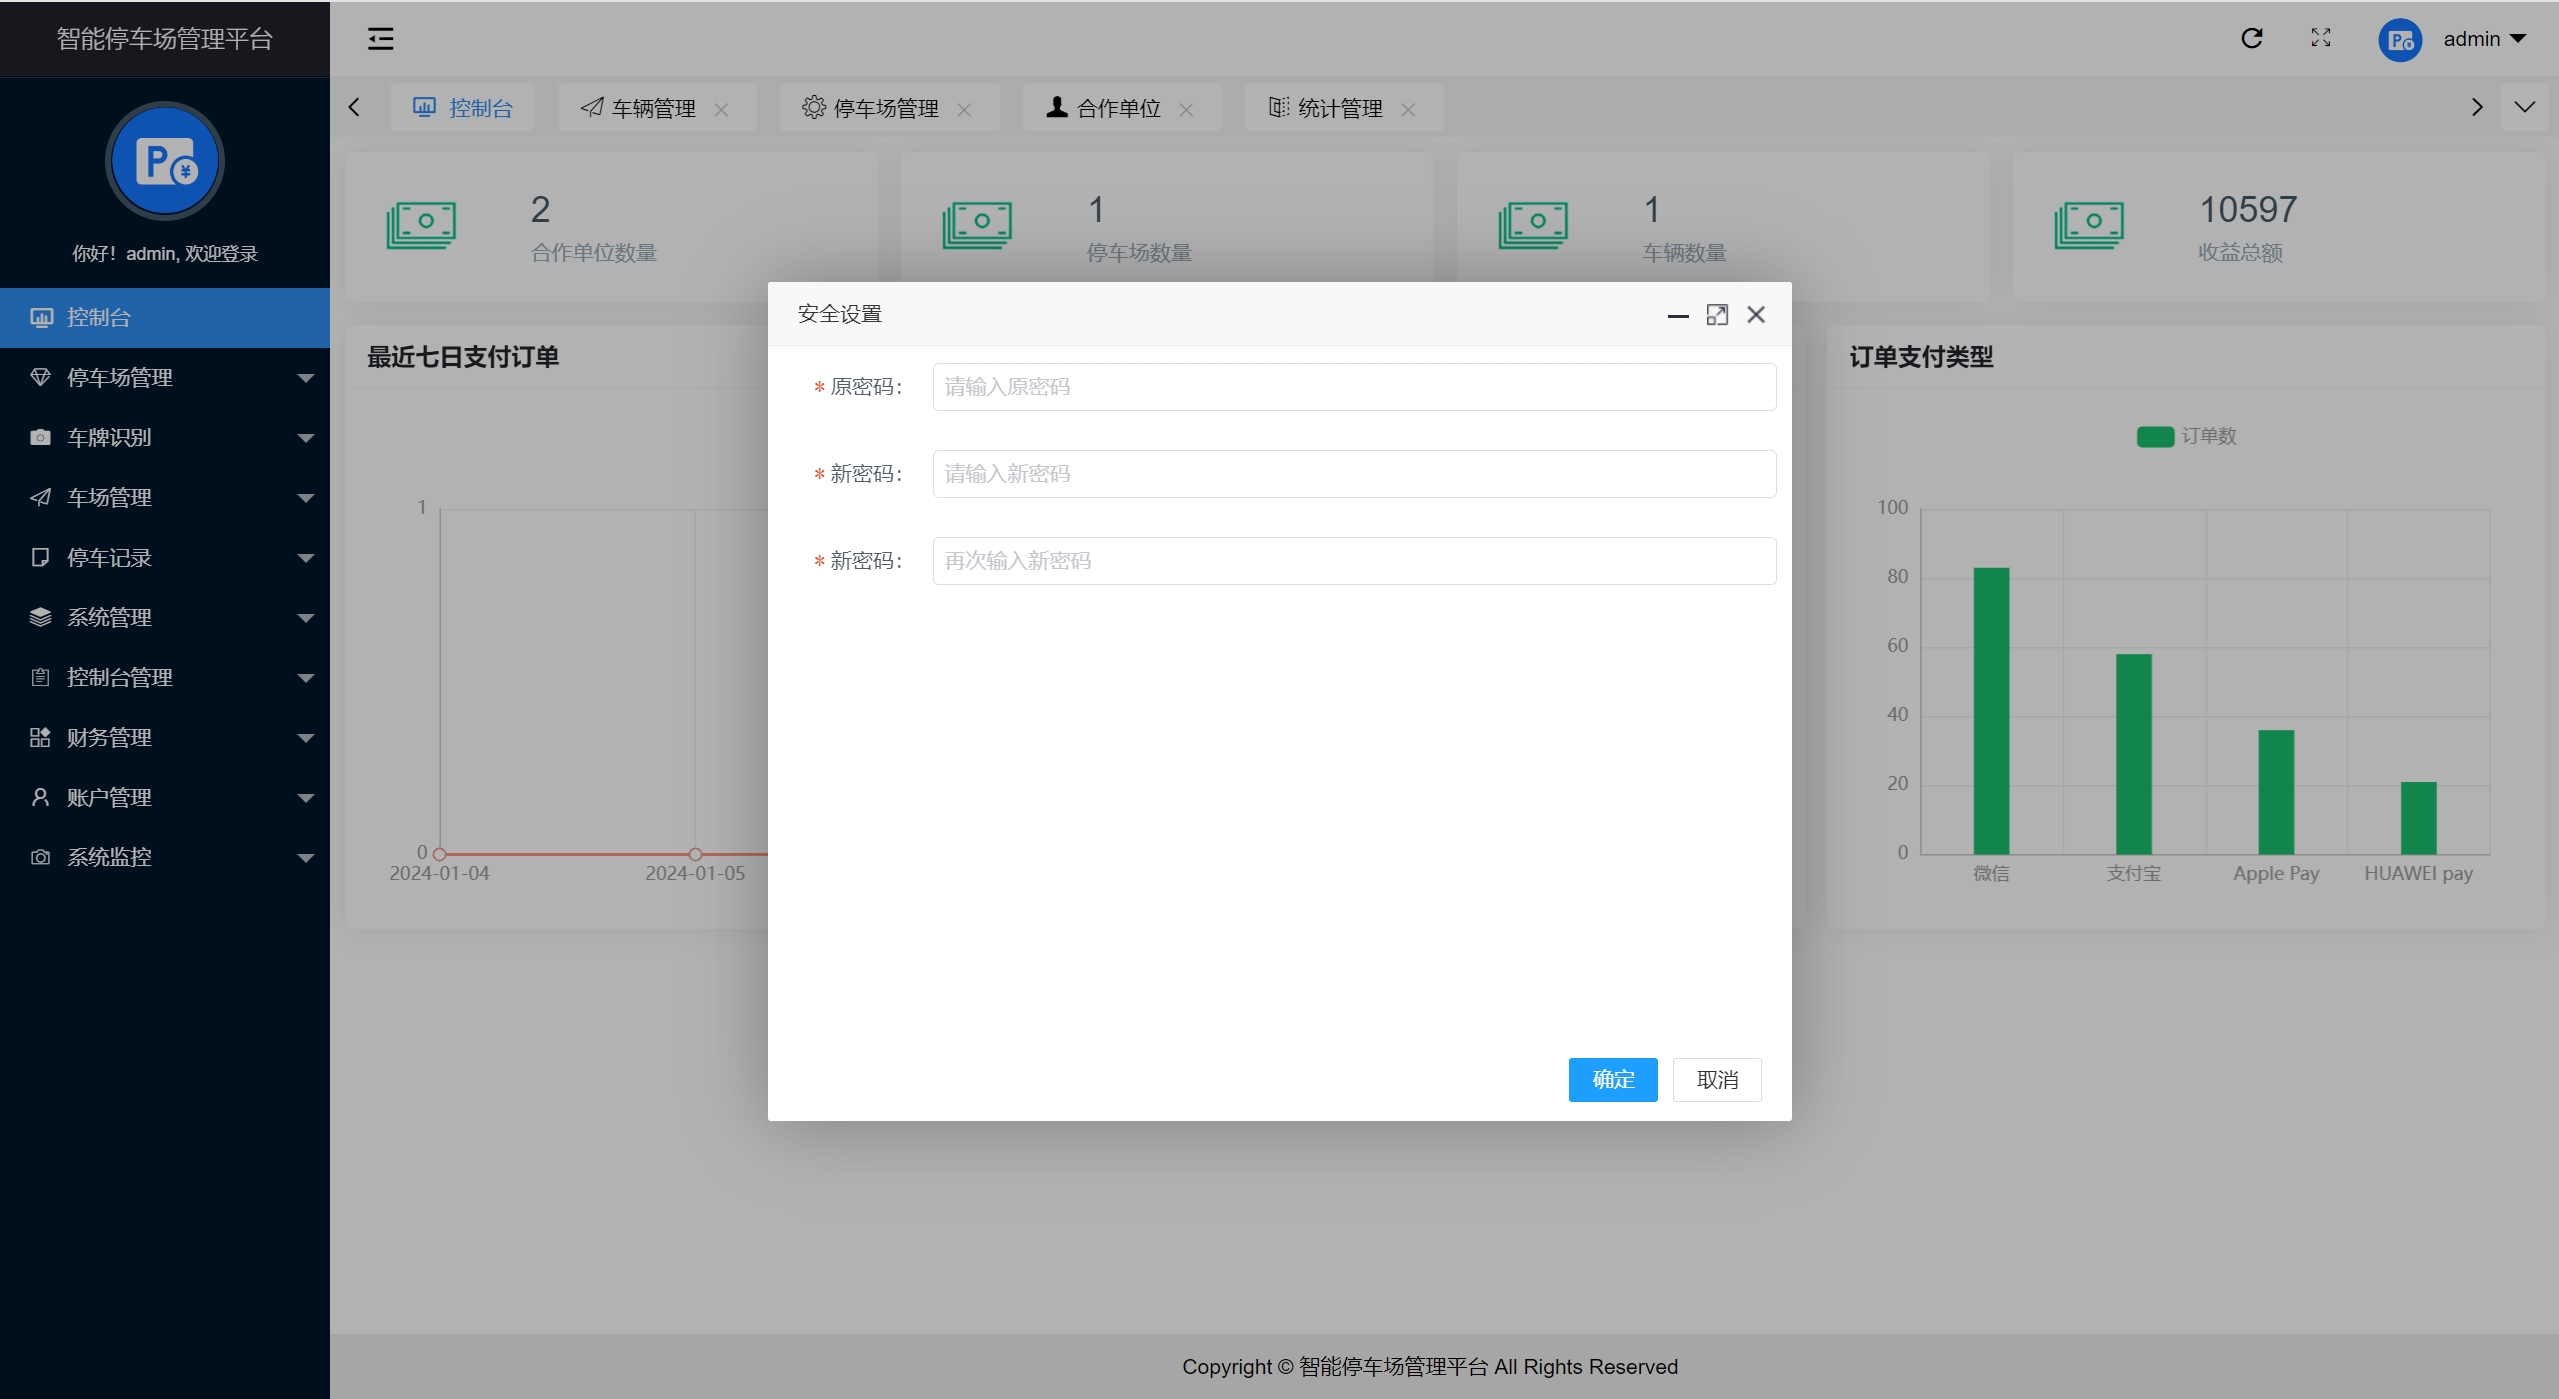 智能停车场管理平台
admin
控制台
车辆管理
停车场管理
合作单位
统计管理
你好！admin, 欢迎登录
控制台
停车场管理
车牌识别
车场管理
停车记录
系统管理
控制台管理
财务管理
账户管理
系统监控
2
合作单位数量
1
停车场数量
1
车辆数量
10597
收益总额
最近七日支付订单
1
0
2024-01-04
2024-01-05
安全设置
* 原密码：
请输入原密码
* 新密码：
请输入新密码
* 新密码：
再次输入新密码
确定
取消
订单支付类型
订单数
100
80
60
40
20
0
微信
支付宝
Apple Pay
HUAWEI pay
Copyright © 智能停车场管理平台 All Rights Reserved